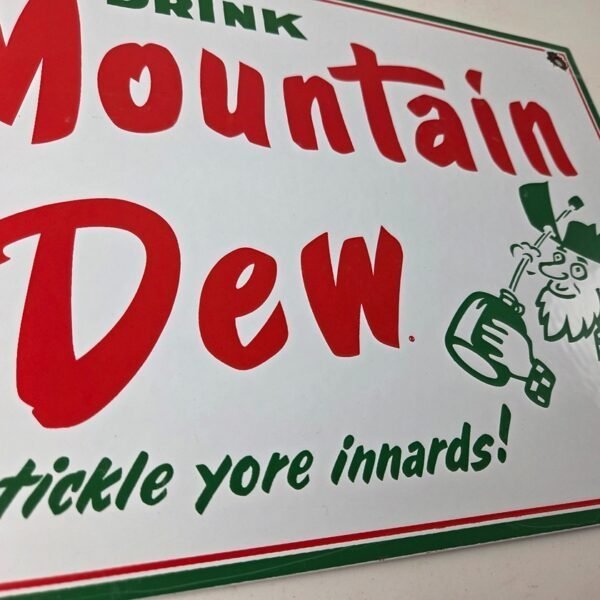 DRINK
Mountain
Dew.
tickle yore innards!